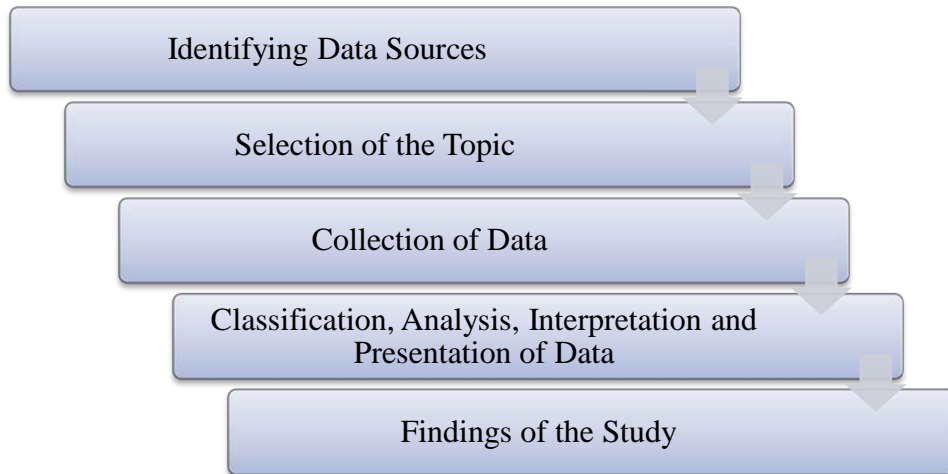 Identifying Data Sources
Selection of the Topic
Collection of Data
Classification, Analysis, Interpretation and
Presentation of Data
Findings of the Study